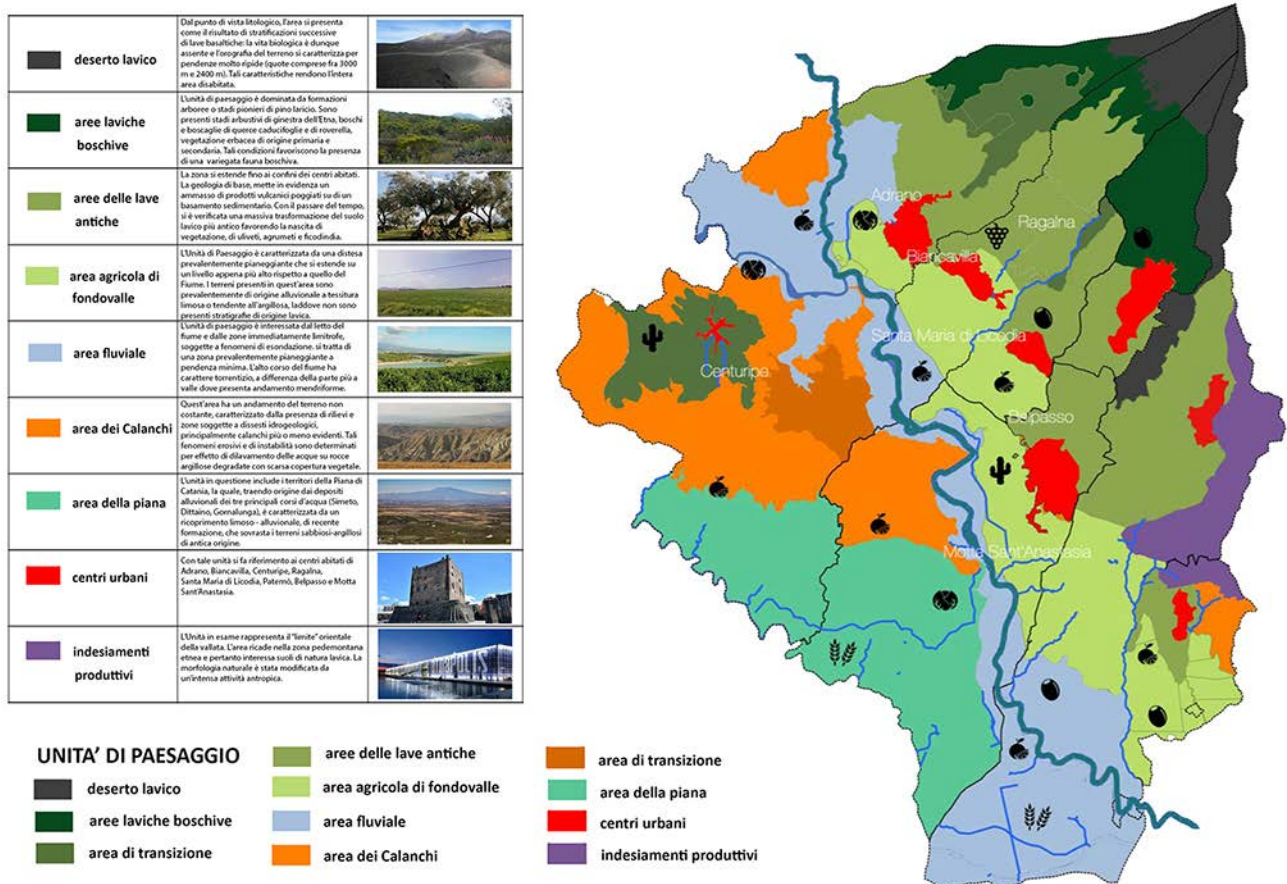 deserto lavico
Dal punto di vista litologico, l'area si presenta
come il risultato di stratificazioni successive
di lave basaltiche: la vita biologica è dunque
assente e l'orografia del terreno si caratterizza per
pendenze molto ripide (quote comprese fra 3000
m e 2400 m). Tali caratteristiche rendono l'intera
area disabitata.
aree laviche
boschive
L'unità di paesaggio è dominata da formazioni
arboree o stadi pionieri di pino laricio. Sono
presenti stadi arbustivi di ginestra dell'Etna, boschi
e boscaglie di querce caducifoglie e di roverella,
vegetazione erbacea di origine primaria e
secondaria. Tali condizioni favoriscono la presenza
di una variegata fauna boschiva.
aree delle lave
antiche
La zona si estende fino ai confini dei centri abitati.
La geologia di base, mette in evidenza un
ammasso di prodotti vulcanici poggiati su di un
basamento sedimentario. Con il passare del tempo,
si è verificata una massiva trasformazione del suolo
lavico più antico favorendo la nascita di
vegetazione, di uliveti, agrumeti e ficodindia.
area agricola di
fondovalle
L'Unità di Paesaggio è caratterizzata da una distesa
prevalentemente pianeggiante che si estende su
un livello appena più alto rispetto a quello del
Fiume. I terreni presenti in quest'area sono
prevalentemente di origine alluvionale a tessitura
limosa o tendente all'argillosa, laddove non sono
presenti stratigrafie di origine lavica.
area fluviale
L'unità di paesaggio è interessata dal letto del
fiume e dalle zone immediatamente limitrofe,
soggette a fenomeni di esondazione. si tratta di
una zona prevalentemente pianeggiante a
pendenza minima. L'alto corso del fiume ha
carattere torrentizio, a differenza della parte più a
valle dove presenta andamento mendriforme.
area dei Calanchi
Quest'area ha un andamento del terreno non
costante, caratterizzato dalla presenza di rilievi e
zone soggette a dissesti idrogeologici,
principalmente calanchi più o meno evidenti. Tali
fenomeni erosivi e di instabilità sono determinati
per effetto di dilavamento delle acque su rocce
argillose degradate con scarsa copertura vegetale.
area della piana
L'unità in questione include i territori della Piana di
Catania, la quale, traendo origine dai depositi
alluvionali dei tre principali corsi d'acqua (Simeto,
Dittaino, Gornalunga), è caratterizzata da un
ricoprimento limoso - alluvionale, di recente
formazione, che sovrasta i terreni sabbiosi-argillosi
di antica origine.
centri urbani
Con tale unità si fa riferimento ai centri abitati di
Adrano, Biancavilla, Centuripe, Ragalna,
Santa Maria di Licodia, Paternò, Belpasso e Motta
Sant'Anastasia.
indesiamenti
produttivi
L'Unità in esame rappresenta il "limite" orientale
della vallata. L'area ricade nella zona pedemontana
etnea e pertanto interessa suoli di natura lavica. La
morfologia naturale è stata modificata da
un'intensa attività antropica.
Adrano
Ragalna
Biancavilla
Santa Maria di Licodia
Centuripa
Belpasso
Motta Sant'Anastasia
UNITA' DI PAESAGGIO
deserto lavico
aree laviche boschive
area di transizione
aree delle lave antiche
area agricola di fondovalle
area fluviale
area dei Calanchi
area di transizione
area della piana
centri urbani
indesiamenti produttivi